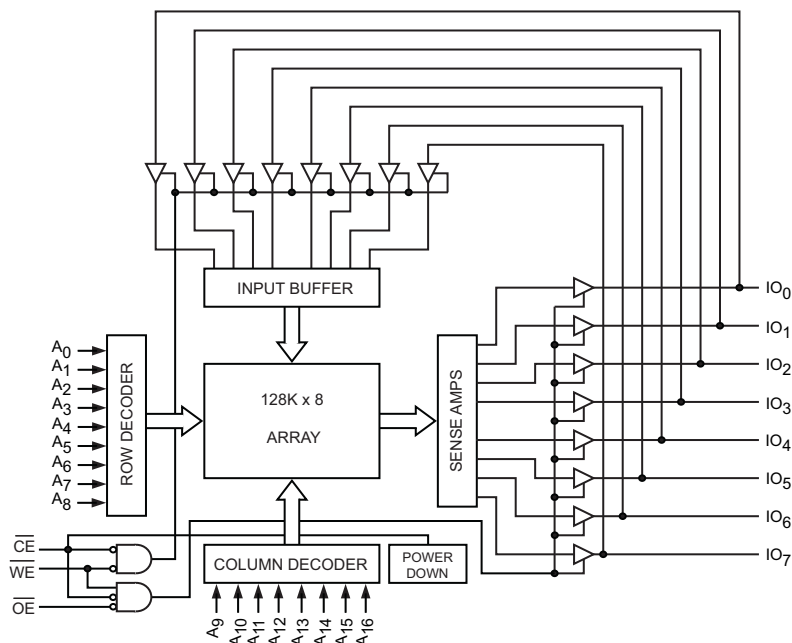 INPUT BUFFER
IO0
IO1
IO2
IO3
IO4
IO5
IO6
IO7
A0
A1
A2
A3
A4
A5
A6
A7
A8
ROW DECODER
128K x 8
ARRAY
SENSE AMPS
CE
WE
OE
COLUMN DECODER
POWER
DOWN
A9
A10
A11
A12
A13
A14
A15
A16